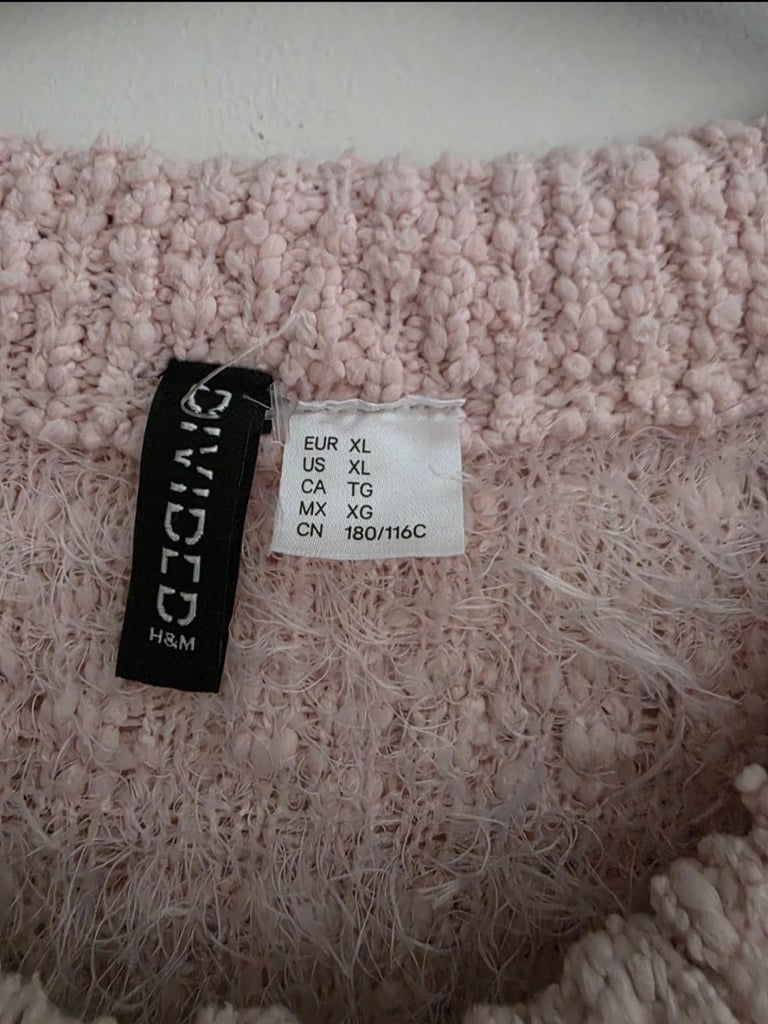 DIVIDED
H&M
EUR XL
US XL
CA TG
MX XG
CN 180/116C